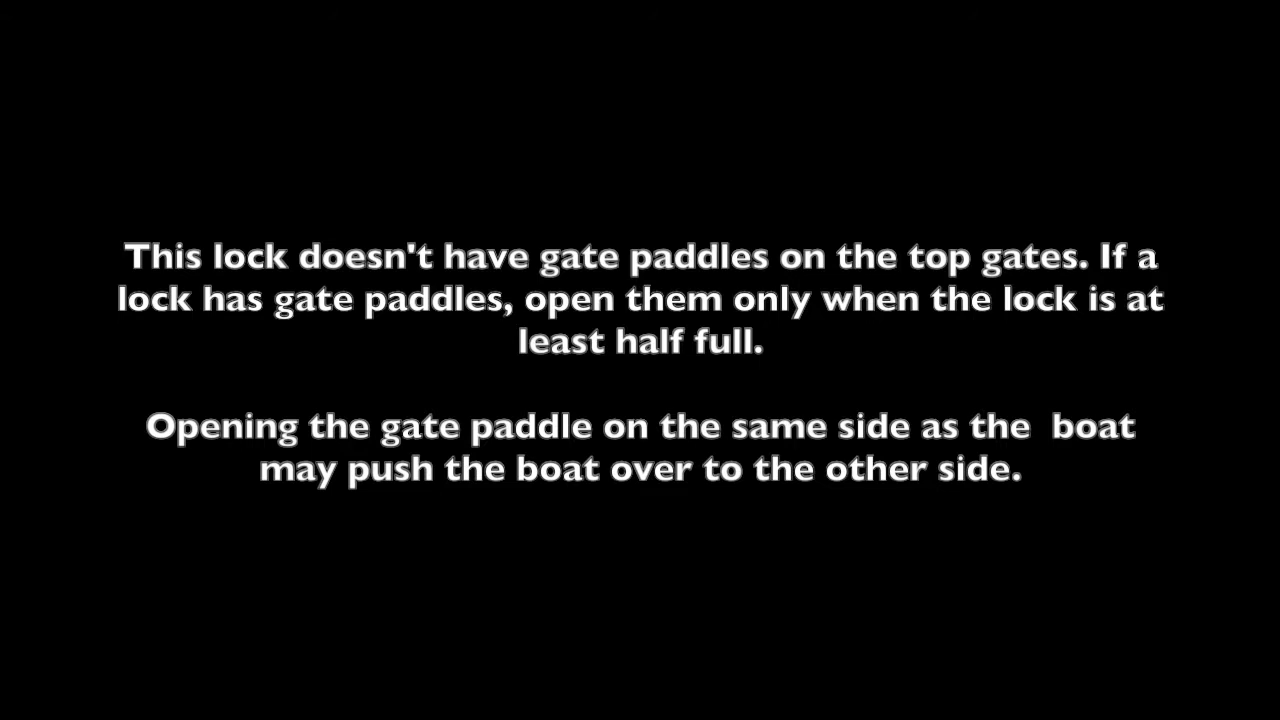 This lock doesn't have gate paddles on the top gates. If a
lock has gate paddles, open them only when the lock is at
least half full.
Opening the gate paddle on the same side as the  boat
may push the boat over to the other side.